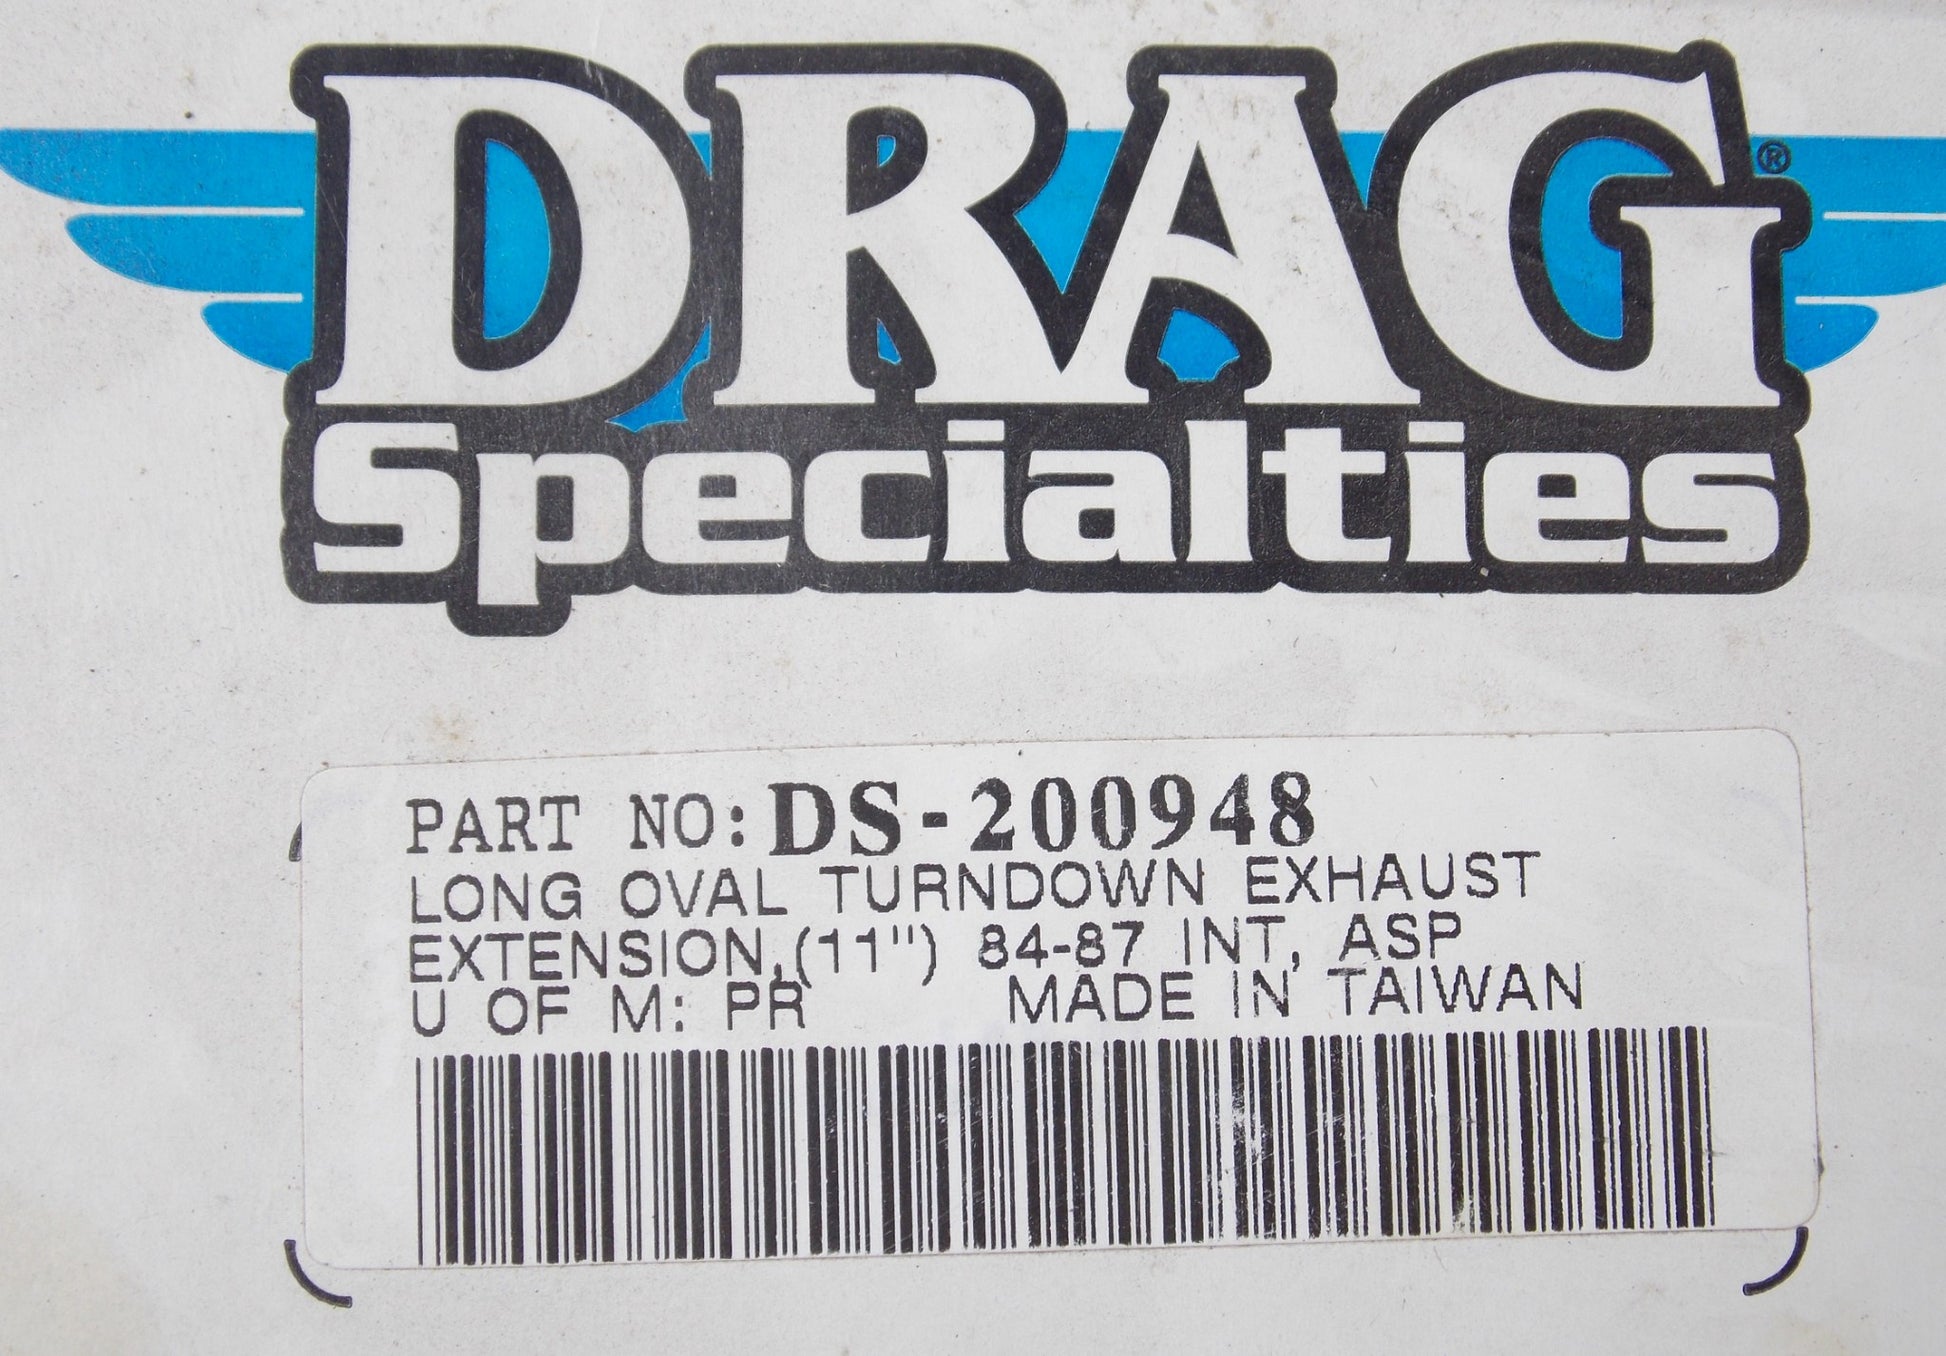 DRAG®
Specialties
PART NO: DS-200948
LONG OVAL TURNDOWN EXHAUST
EXTENSION,(11") 84-87 INT, ASP
U OF M: PR MADE IN TAIWAN